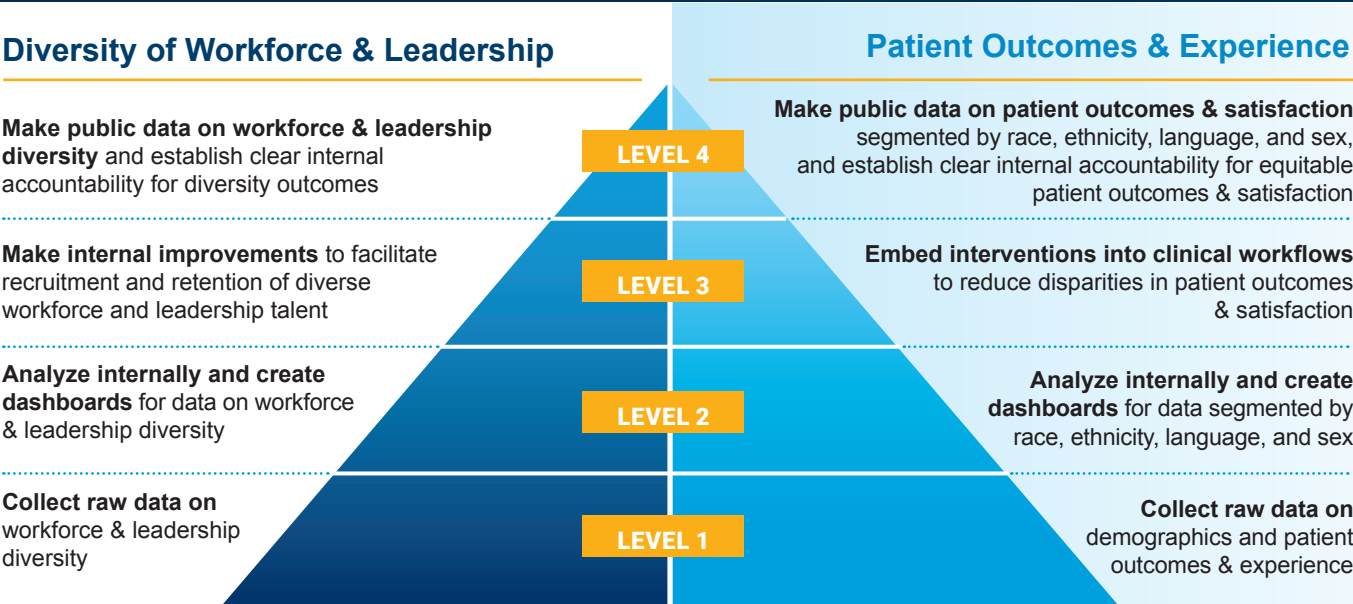 Diversity of Workforce & Leadership
Patient Outcomes & Experience
Make public data on workforce & leadership
diversity and establish clear internal
accountability for diversity outcomes
LEVEL 4
Make public data on patient outcomes & satisfaction
segmented by race, ethnicity, language, and sex,
and establish clear internal accountability for equitable
patient outcomes & satisfaction
Make internal improvements to facilitate
recruitment and retention of diverse
workforce and leadership talent
LEVEL 3
Embed interventions into clinical workflows
to reduce disparities in patient outcomes
& satisfaction
Analyze internally and create
dashboards for data on workforce
& leadership diversity
LEVEL 2
Analyze internally and create
dashboards for data segmented by
race, ethnicity, language, and sex
Collect raw data on
workforce & leadership
diversity
LEVEL 1
Collect raw data on
demographics and patient
outcomes & experience